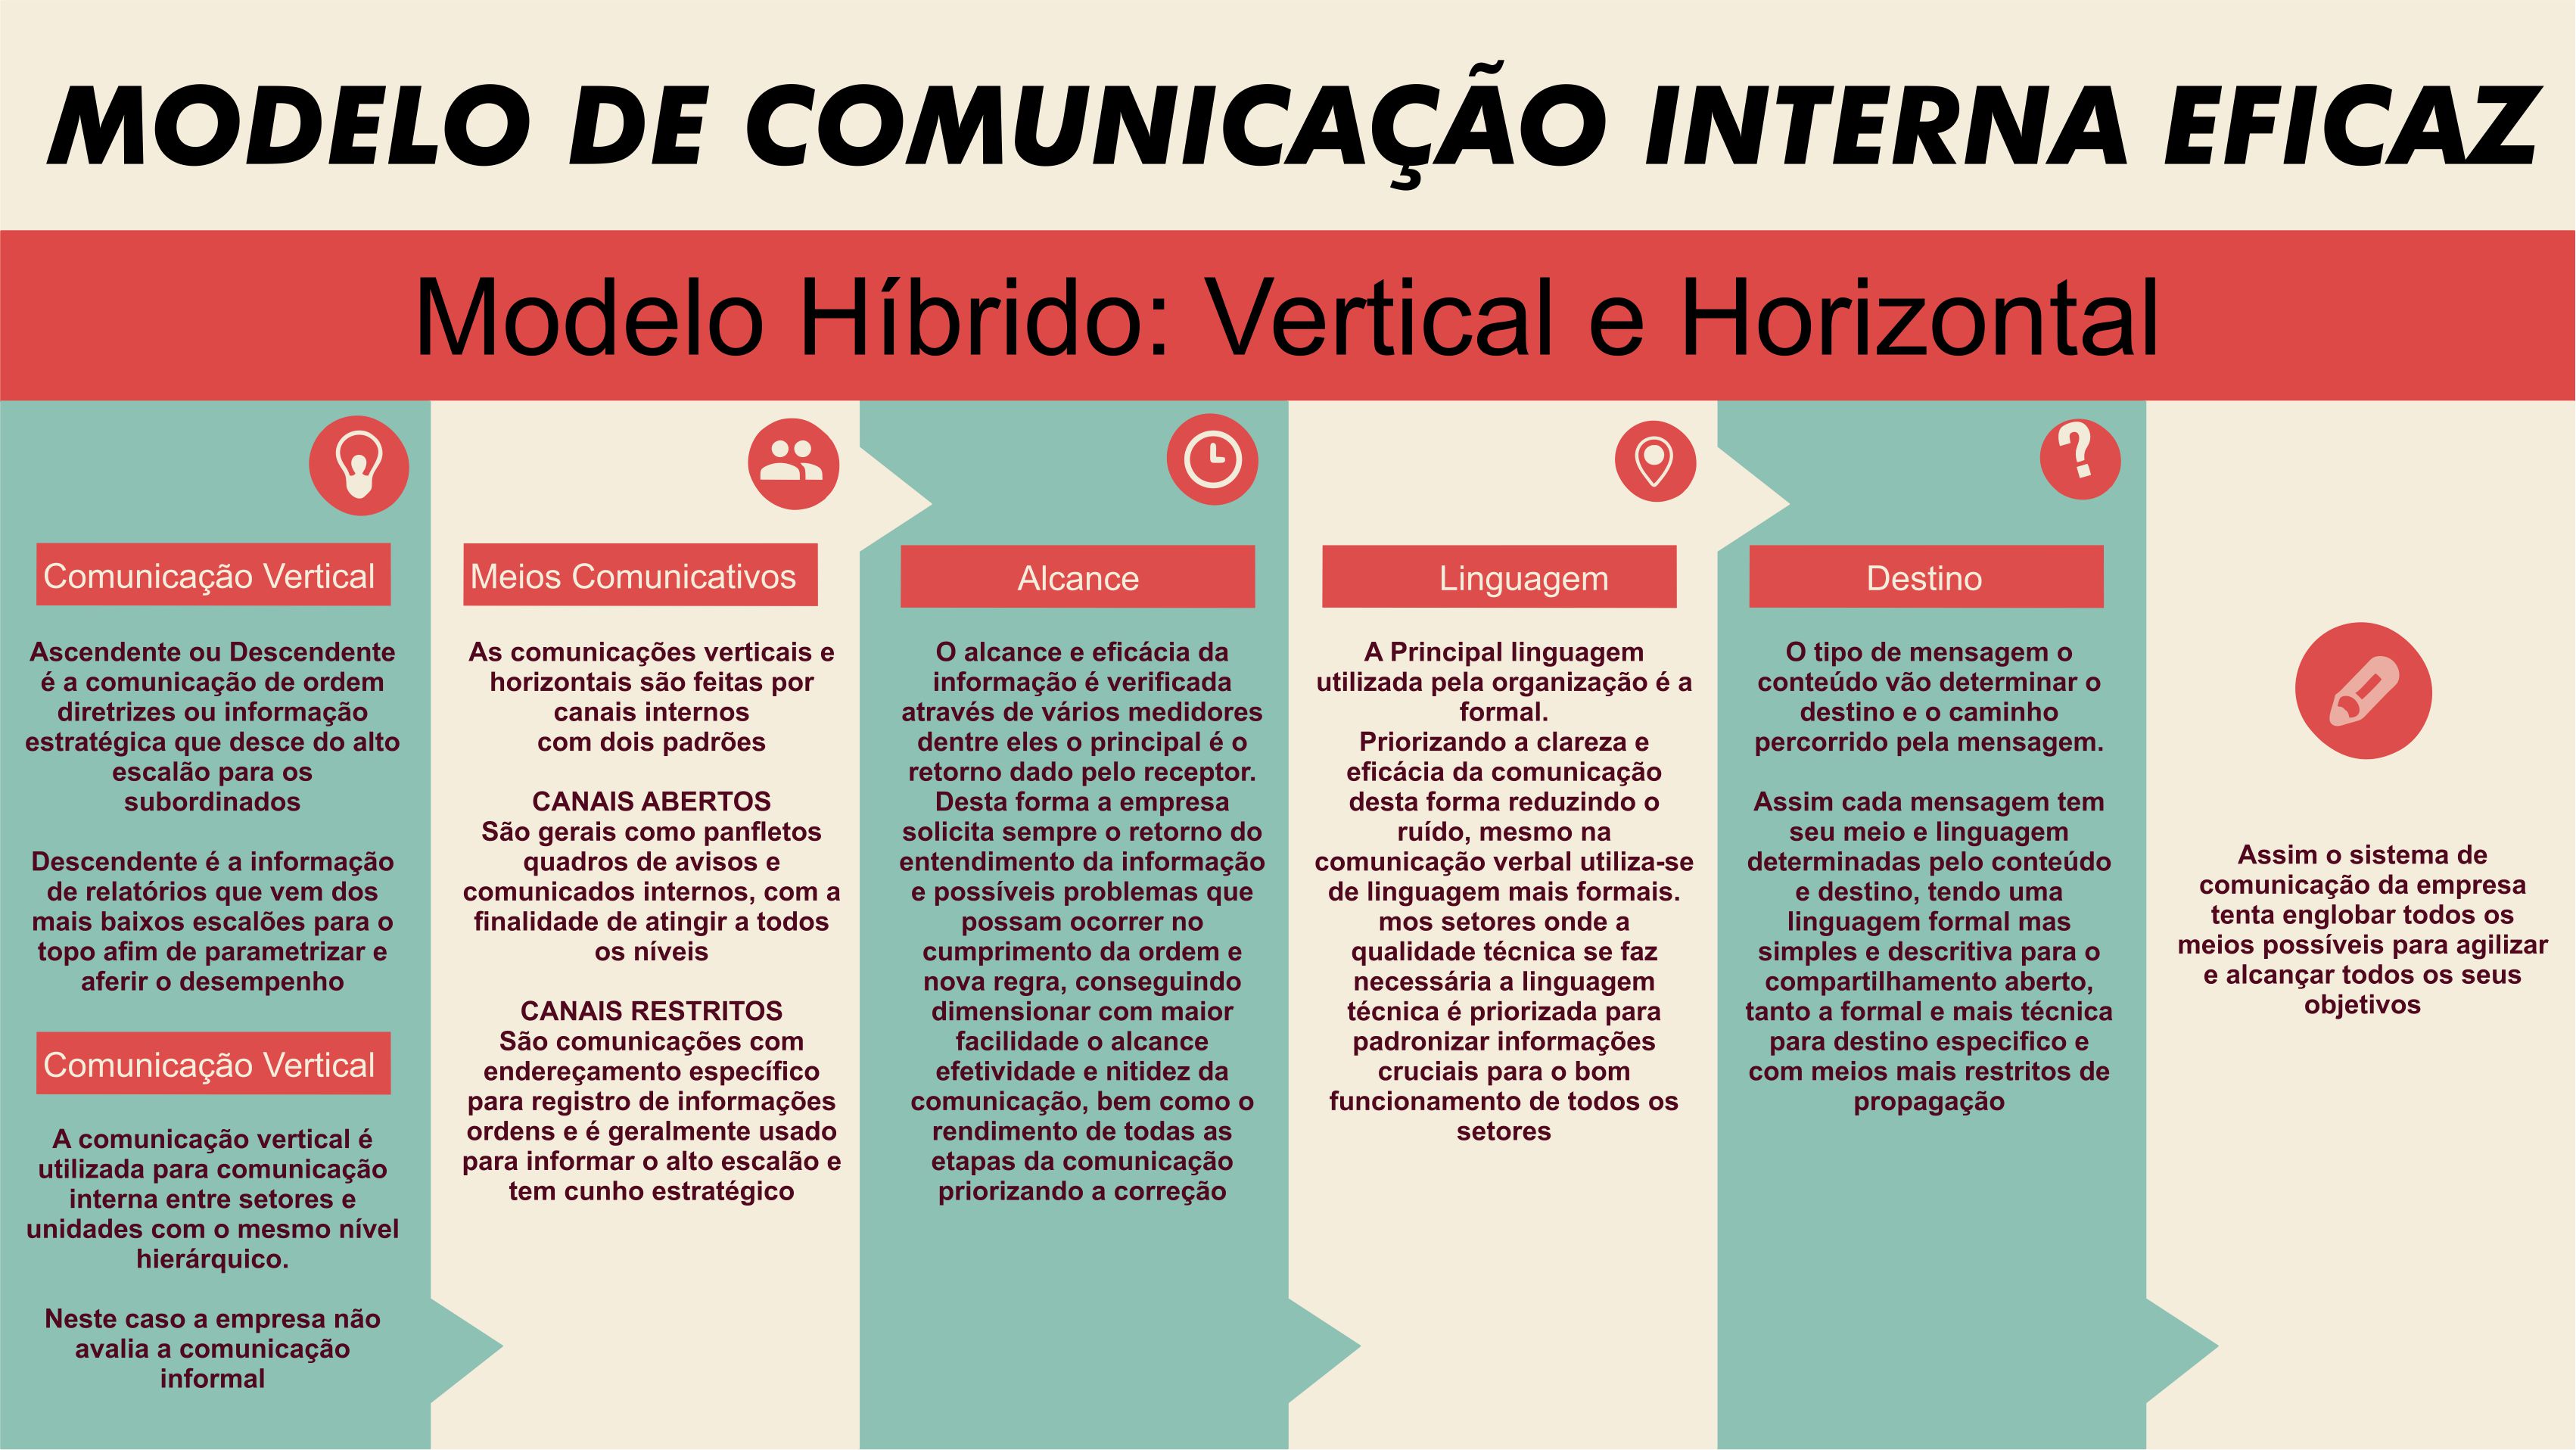 MODELO DE COMUNICAÇÃO INTERNA EFICAZ
Modelo Híbrido: Vertical e Horizontal
Comunicação Vertical
Ascendente ou Descendente
é a comunicação de ordem
diretrizes ou informação
estratégica que desce do alto
escalão para os
subordinados
Descendente é a informação
de relatórios que vem dos
mais baixos escalões para o
topo afim de parametrizar e
aferir o desempenho
Comunicação Vertical
A comunicação vertical é
utilizada para comunicação
interna entre setores e
unidades com o mesmo nível
hierárquico.
Neste caso a empresa não
avalia a comunicação
informal
Meios Comunicativos
As comunicações verticais e
horizontais são feitas por
canais internos
com dois padrões
CANAIS ABERTOS
São gerais como panfletos
quadros de avisos e
comunicados internos, com a
finalidade de atingir a todos
os níveis
CANAIS RESTRITOS
São comunicações com
endereçamento específico
para registro de informações
ordens e é geralmente usado
para informar o alto escalão e
tem cunho estratégico
Alcance
O alcance e eficácia da
informação é verificada
através de vários medidores
dentre eles o principal é o
retorno dado pelo receptor.
Desta forma a empresa
solicita sempre o retorno do
entendimento da informação
e possíveis problemas que
possam ocorrer no
cumprimento da ordem e
nova regra, conseguindo
dimensionar com maior
facilidade o alcance
efetividade e nitidez da
comunicação, bem como o
rendimento de todas as
etapas da comunicação
priorizando a correção
Linguagem
A Principal linguagem
utilizada pela organização é a
formal.
Priorizando a clareza e
eficácia da comunicação
desta forma reduzindo o
ruído, mesmo na
comunicação verbal utiliza-se
de linguagem mais formais.
mos setores onde a
qualidade técnica se faz
necessária a linguagem
técnica é priorizada para
padronizar informações
cruciais para o bom
funcionamento de todos os
setores
?
Destino
O tipo de mensagem o
conteúdo vão determinar o
destino e o caminho
percorrido pela mensagem.
Assim cada mensagem tem
seu meio e linguagem
determinadas pelo conteúdo
e destino, tendo uma
linguagem formal mas
simples e descritiva para o
compartilhamento aberto,
tanto a formal e mais técnica
para destino especifico e
com meios mais restritos de
propagação
Assim o sistema de
comunicação da empresa
tenta englobar todos os
meios possíveis para agilizar
e alcançar todos os seus
objetivos